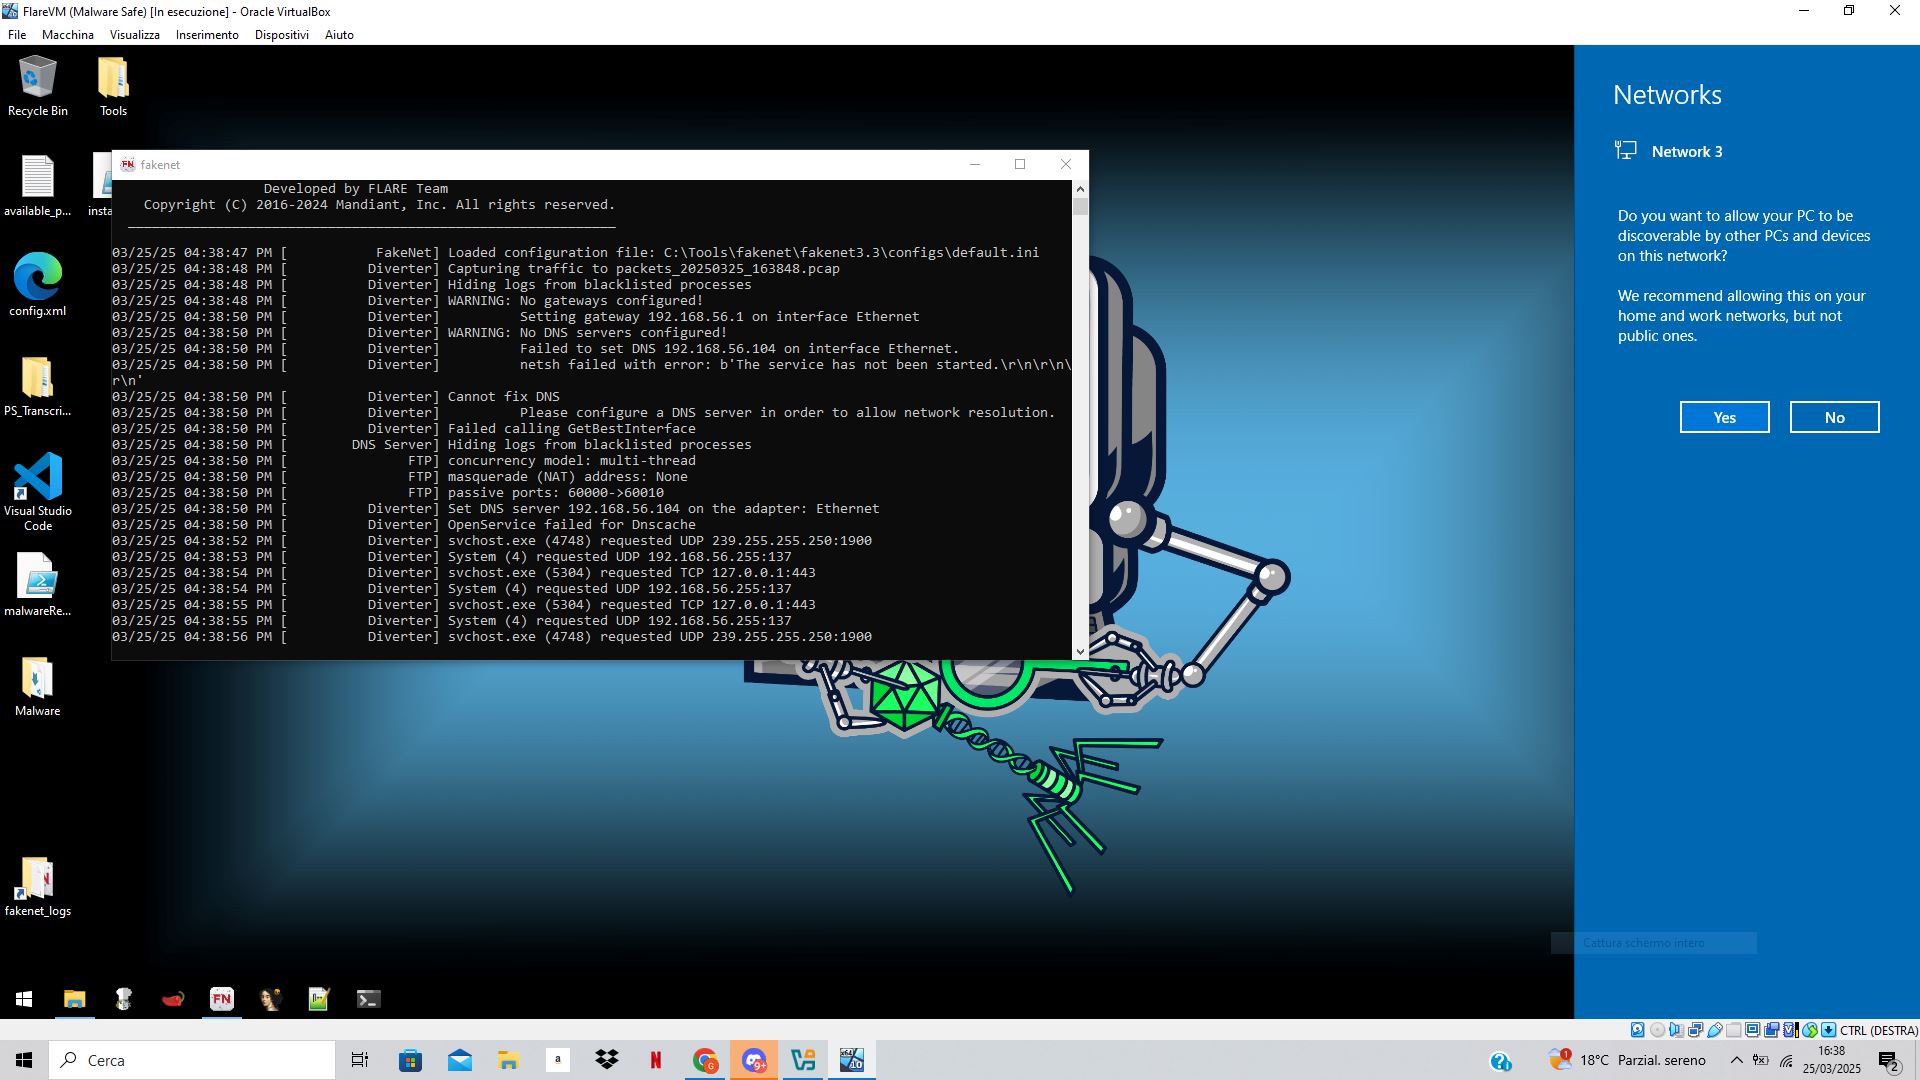 FlareVM (Malware Safe) [In esecuzione] - Oracle VirtualBox
File Macchina Visualizza Inserimento Dispositivi Aiuto
Recycle Bin
Tools
available_p...
insta
config.xml
PS_Transcri...
Visual Studio
Code
malwareRe...
Malware
fakenet_logs
FN fakenet
Developed by FLARE Team
Copyright (C) 2016-2024 Mandiant, Inc. All rights reserved.
03/25/25 04:38:47 PM [ FakeNet] Loaded configuration file: C:\Tools\fakenet\fakenet3.3\configs\default.ini
03/25/25 04:38:48 PM [ Diverter] Capturing traffic to packets_20250325_163848.pcap
03/25/25 04:38:48 PM [ Diverter] Hiding logs from blacklisted processes
03/25/25 04:38:48 PM [ Diverter] WARNING: No gateways configured!
03/25/25 04:38:50 PM [ Diverter] Setting gateway 192.168.56.1 on interface Ethernet
03/25/25 04:38:50 PM [ Diverter] WARNING: No DNS servers configured!
03/25/25 04:38:50 PM [ Diverter] Failed to set DNS 192.168.56.104 on interface Ethernet.
03/25/25 04:38:50 PM [ Diverter] netsh failed with error: b'The service has not been started.\r\n\r\n\
r\n'
03/25/25 04:38:50 PM [ Diverter] Cannot fix DNS
03/25/25 04:38:50 PM [ Diverter] Please configure a DNS server in order to allow network resolution.
03/25/25 04:38:50 PM [ Diverter] Failed calling GetBestInterface
03/25/25 04:38:50 PM [ DNS Server] Hiding logs from blacklisted processes
03/25/25 04:38:50 PM [ FTP] concurrency model: multi-thread
03/25/25 04:38:50 PM [ FTP] masquerade (NAT) address: None
03/25/25 04:38:50 PM [ FTP] passive ports: 60000->60010
03/25/25 04:38:50 PM [ Diverter] Set DNS server 192.168.56.104 on the adapter: Ethernet
03/25/25 04:38:50 PM [ Diverter] OpenService failed for Dnscache
03/25/25 04:38:52 PM [ Diverter] svchost.exe (4748) requested UDP 239.255.255.250:1900
03/25/25 04:38:53 PM [ Diverter] System (4) requested UDP 192.168.56.255:137
03/25/25 04:38:54 PM [ Diverter] svchost.exe (5304) requested TCP 127.0.0.1:443
03/25/25 04:38:54 PM [ Diverter] System (4) requested UDP 192.168.56.255:137
03/25/25 04:38:55 PM [ Diverter] svchost.exe (5304) requested TCP 127.0.0.1:443
03/25/25 04:38:55 PM [ Diverter] System (4) requested UDP 192.168.56.255:137
03/25/25 04:38:56 PM [ Diverter] svchost.exe (4748) requested UDP 239.255.255.250:1900
Networks
Network 3
Do you want to allow your PC to be
discoverable by other PCs and devices
on this network?
We recommend allowing this on your
home and work networks, but not
public ones.
Yes
No
Cattura schermo intero
FN
CTRL (DESTRA)
Cerca
a
N
G
9+
x64
10
1
18°C Parzial. sereno
16:38
25/03/2025
2